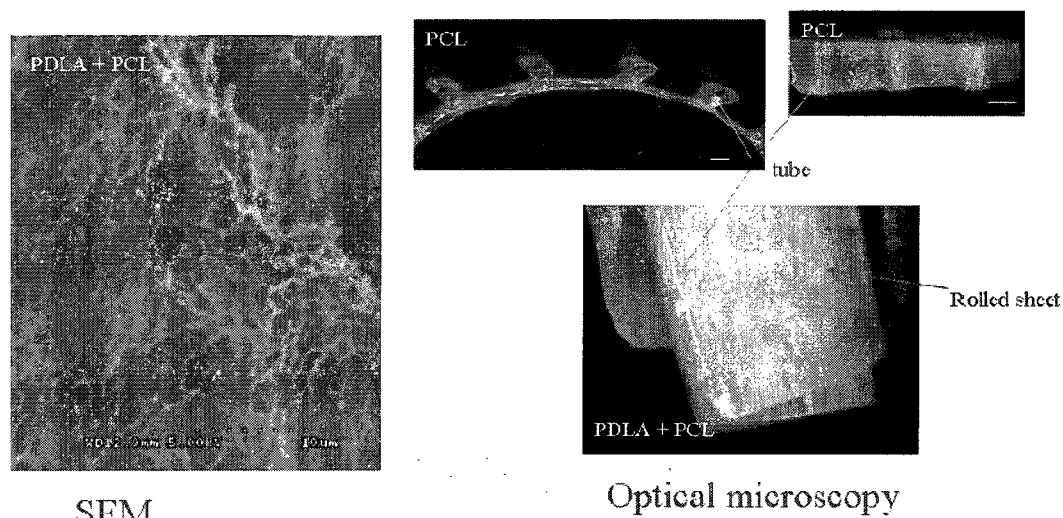 PDLA + PCL
10um
SEM
PCL
PCL
tube
Rolled sheet
PDLA + PCL
Optical microscopy